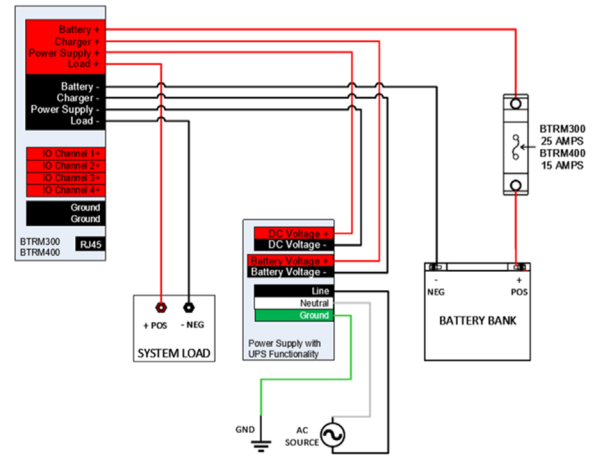 Battery +
Charger +
Power Supply +
Load +
Battery -
Charger -
Power Supply -
Load -
IO Channel 1+
IO Channel 2+
IO Channel 3+
IO Channel 4+
Ground
Ground
BTRM300
BTRM400
RJ45
BTRM300
25 AMPS
BTRM400
15 AMPS
DC Voltage +
DC Voltage -
Battery Voltage +
Battery Voltage -
Line
Neutral
Ground
Power Supply with
UPS Functionality
+ POS
- NEG
SYSTEM LOAD
-
NEG
+
POS
BATTERY BANK
GND
AC
SOURCE